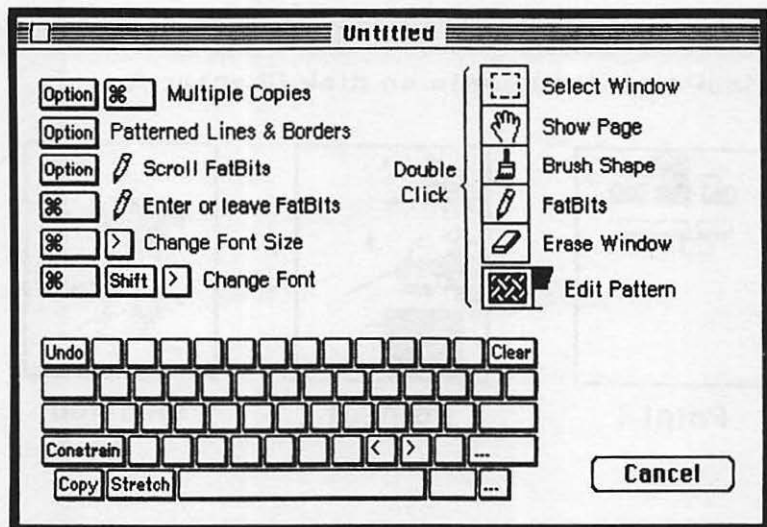 Untitled
Option ⌘ Multiple Copies
Option Patterned Lines & Borders
Option Scroll FatBits
⌘ Enter or leave FatBits
⌘ > Change Font Size
⌘ Shift > Change Font
Double
Click
Select Window
Show Page
Brush Shape
FatBits
Erase Window
Edit Pattern
Undo Clear
Constrain < > ...
Copy Stretch ...
Cancel